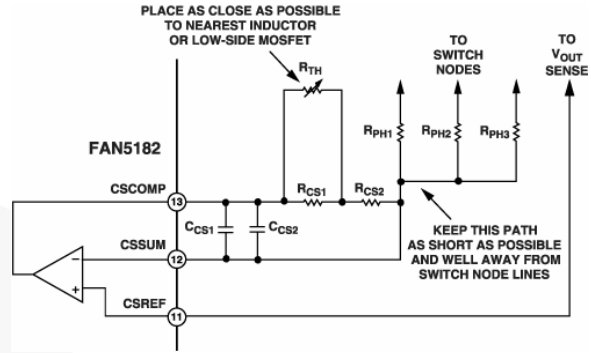 PLACE AS CLOSE AS POSSIBLE
TO NEAREST INDUCTOR
OR LOW-SIDE MOSFET
TO
SWITCH
NODES
TO
VOUT
SENSE
RTH
RPH1
RPH2
RPH3
FAN5182
CSCOMP
13
RCS1
RCS2
CCS1
CCS2
KEEP THIS PATH
AS SHORT AS POSSIBLE
AND WELL AWAY FROM
SWITCH NODE LINES
CSSUM
12
–
+
CSREF
11